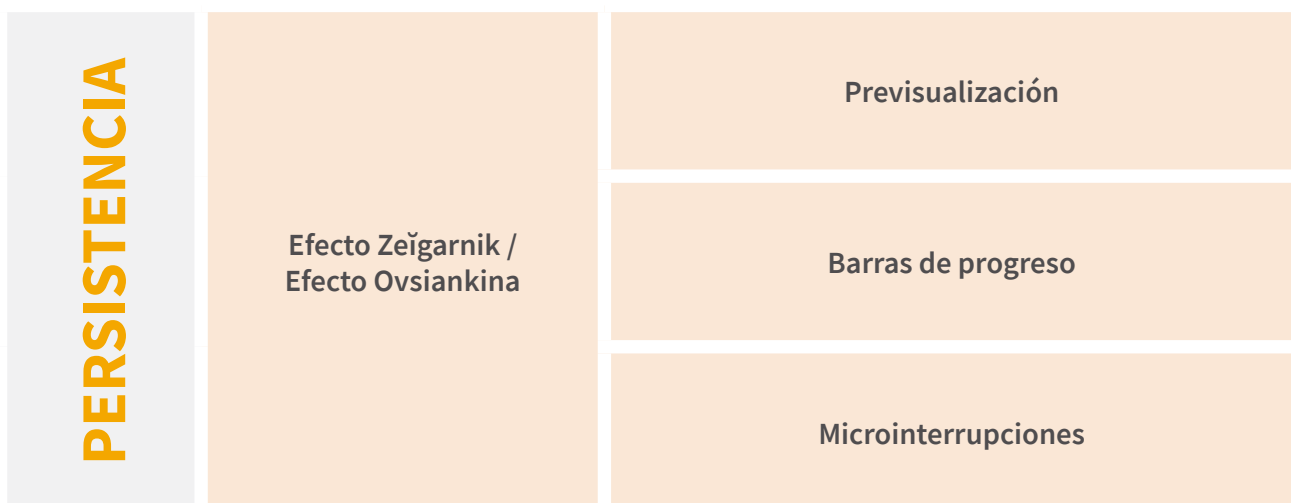 PERSISTENCIA
Efecto Zeĭgarnik /
Efecto Ovsiankina
Previsualización
Barras de progreso
Microinterrupciones